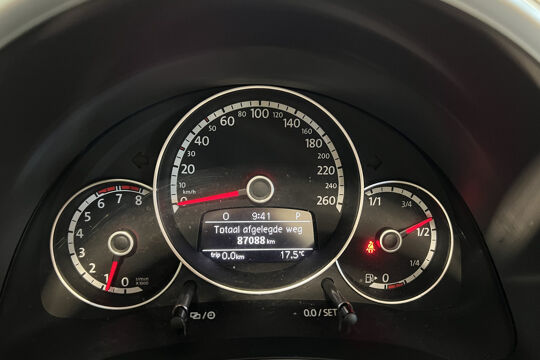 0 1 2 3 4 5 6 7 8
1/min
x 1000
0 10 20 40 60 80 100 120 140 160 180 200 220 240 260
km/h
O 9:41 P
Totaal afgelegde weg
87088 km
trip 0.0 km 17.5 °C
0 1/4 1/2 3/4 1/1
0.0 / SET